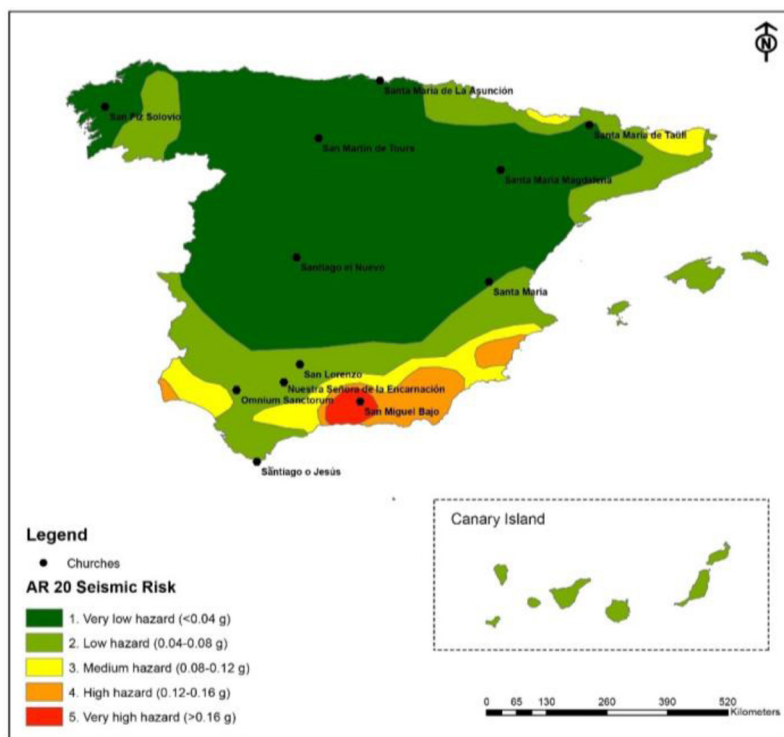 N
Santa Maria de La Asunción
San Fiz Solovio
Santa Maria de Taüll
San Martín de Tours
Santa Maria Magdalena
Santiago el Nuevo
Santa Maria
San Lorenzo
Nuestra Señora de la Encarnación
Omnium Sanctorum
San Miguel Bajo
Santiago o Jesús
Canary Island
Legend
Churches
AR 20 Seismic Risk
1. Very low hazard (<0.04 g)
2. Low hazard (0.04-0.08 g)
3. Medium hazard (0.08-0.12 g)
4. High hazard (0.12-0.16 g)
5. Very high hazard (>0.16 g)
0 65 130 260 390 520
Kilometers